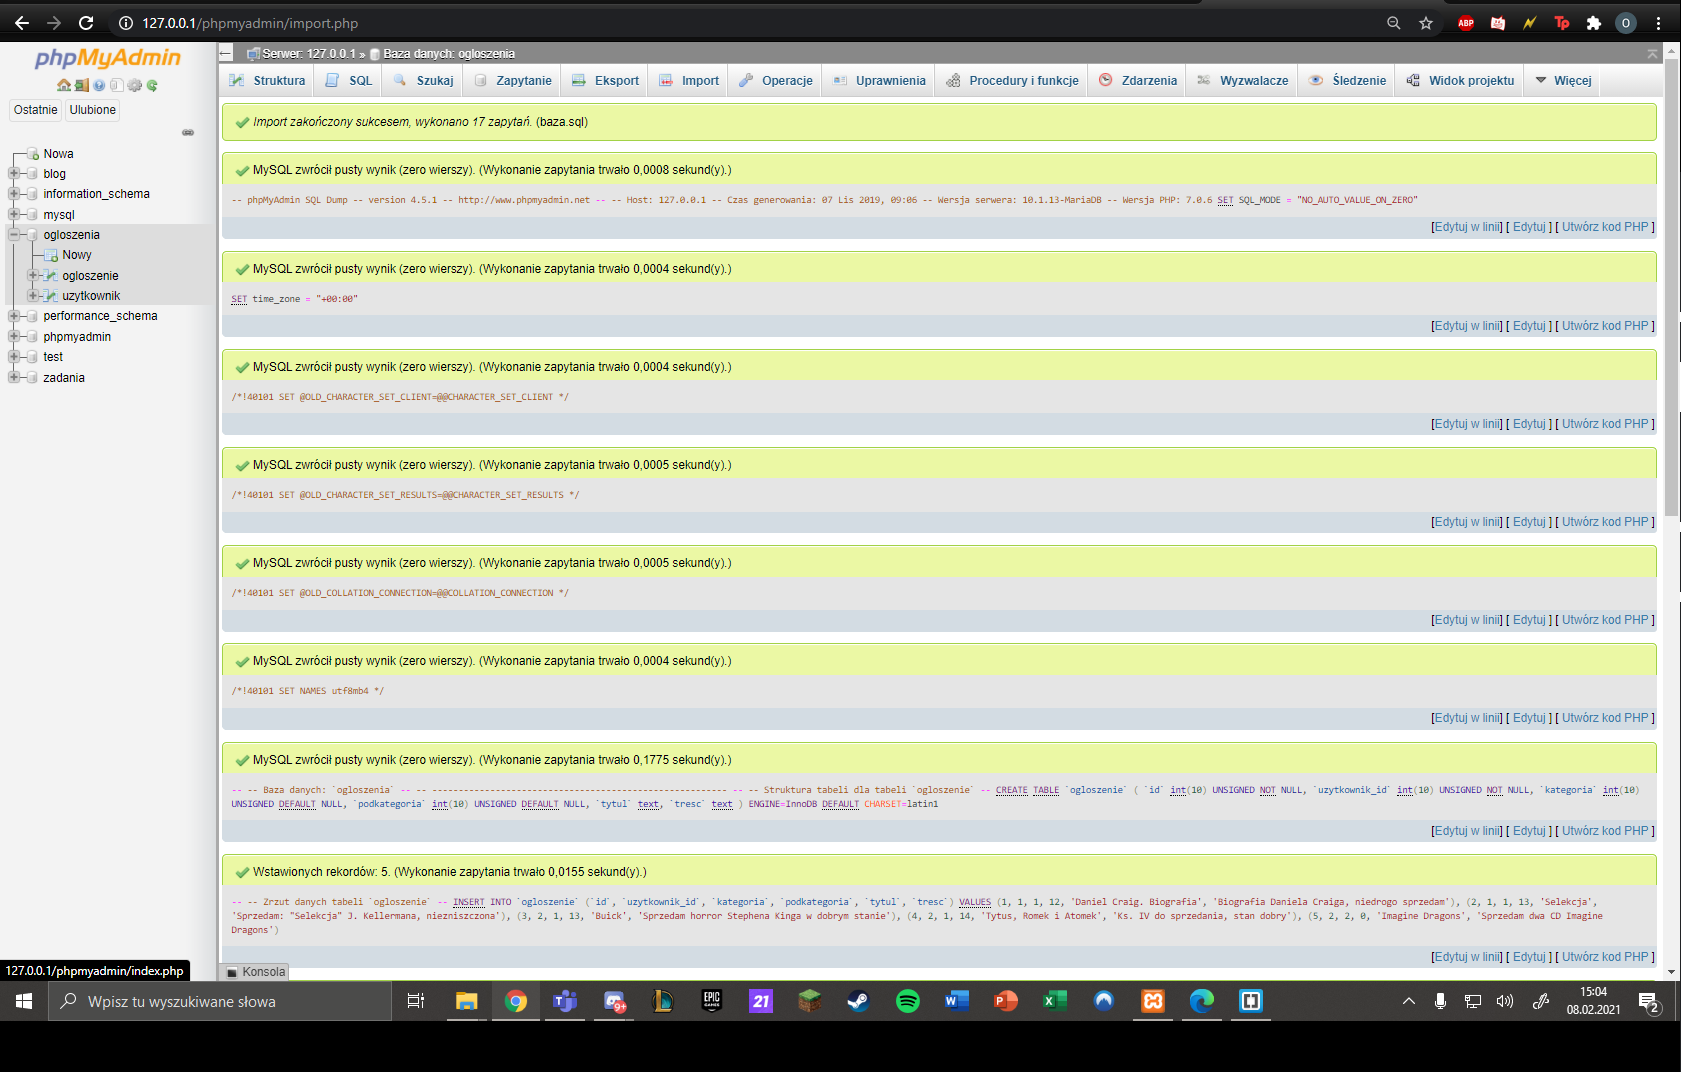 127.0.0.1/phpmyadmin/import.php
ABP
Tp
O
phpMyAdmin
Ostatnie Ulubione
Nowa
blog
information_schema
mysql
ogloszenia
Nowy
ogloszenie
uzytkownik
performance_schema
phpmyadmin
test
zadania
Serwer: 127.0.0.1 » Baza danych: ogloszenia
Struktura SQL Szukaj Zapytanie Eksport Import Operacje Uprawnienia Procedury i funkcje Zdarzenia Wyzwalacze Śledzenie Widok projektu Więcej
Import zakończony sukcesem, wykonano 17 zapytań. (baza.sql)
MySQL zwrócił pusty wynik (zero wierszy). (Wykonanie zapytania trwało 0,0008 sekund(y).)
-- phpMyAdmin SQL Dump -- version 4.5.1 -- http://www.phpmyadmin.net -- -- Host: 127.0.0.1 -- Czas generowania: 07 Lis 2019, 09:06 -- Wersja serwera: 10.1.13-MariaDB -- Wersja PHP: 7.0.6 SET SQL_MODE = "NO_AUTO_VALUE_ON_ZERO"
[Edytuj w linii] [ Edytuj ] [ Utwórz kod PHP ]
MySQL zwrócił pusty wynik (zero wierszy). (Wykonanie zapytania trwało 0,0004 sekund(y).)
SET time_zone = "+00:00"
[Edytuj w linii] [ Edytuj ] [ Utwórz kod PHP ]
MySQL zwrócił pusty wynik (zero wierszy). (Wykonanie zapytania trwało 0,0004 sekund(y).)
/*!40101 SET @OLD_CHARACTER_SET_CLIENT=@@CHARACTER_SET_CLIENT */
[Edytuj w linii] [ Edytuj ] [ Utwórz kod PHP ]
MySQL zwrócił pusty wynik (zero wierszy). (Wykonanie zapytania trwało 0,0005 sekund(y).)
/*!40101 SET @OLD_CHARACTER_SET_RESULTS=@@CHARACTER_SET_RESULTS */
[Edytuj w linii] [ Edytuj ] [ Utwórz kod PHP ]
MySQL zwrócił pusty wynik (zero wierszy). (Wykonanie zapytania trwało 0,0005 sekund(y).)
/*!40101 SET @OLD_COLLATION_CONNECTION=@@COLLATION_CONNECTION */
[Edytuj w linii] [ Edytuj ] [ Utwórz kod PHP ]
MySQL zwrócił pusty wynik (zero wierszy). (Wykonanie zapytania trwało 0,0004 sekund(y).)
/*!40101 SET NAMES utf8mb4 */
[Edytuj w linii] [ Edytuj ] [ Utwórz kod PHP ]
MySQL zwrócił pusty wynik (zero wierszy). (Wykonanie zapytania trwało 0,1775 sekund(y).)
-- -- Baza danych: `ogloszenia` -- -- -------------------------------------------------------- -- -- Struktura tabeli dla tabeli `ogloszenie` -- CREATE TABLE `ogloszenie` ( `id` int(10) UNSIGNED NOT NULL, `uzytkownik_id` int(10) UNSIGNED NOT NULL, `kategoria` int(10)
UNSIGNED DEFAULT NULL, `podkategoria` int(10) UNSIGNED DEFAULT NULL, `tytul` text, `tresc` text ) ENGINE=InnoDB DEFAULT CHARSET=latin1
[Edytuj w linii] [ Edytuj ] [ Utwórz kod PHP ]
Wstawionych rekordów: 5. (Wykonanie zapytania trwało 0,0155 sekund(y).)
-- -- Zrzut danych tabeli `ogloszenie` -- INSERT INTO `ogloszenie` (`id`, `uzytkownik_id`, `kategoria`, `podkategoria`, `tytul`, `tresc`) VALUES (1, 1, 1, 12, 'Daniel Craig. Biografia', 'Biografia Daniela Craiga, niedrogo sprzedam'), (2, 1, 1, 13, 'Selekcja',
'Sprzedam: "Selekcja" J. Kellermana, niezniszczona'), (3, 2, 1, 13, 'Buick', 'Sprzedam horror Stephena Kinga w dobrym stanie'), (4, 2, 1, 14, 'Tytus, Romek i Atomek', 'Ks. IV do sprzedania, stan dobry'), (5, 2, 2, 0, 'Imagine Dragons', 'Sprzedam dwa CD Imagine
Dragons')
[Edytuj w linii] [ Edytuj ] [ Utwórz kod PHP ]
127.0.0.1/phpmyadmin/index.php
Konsola
Wpisz tu wyszukiwane słowa
9+
EPIC
GAMES
21
15:04
08.02.2021
2